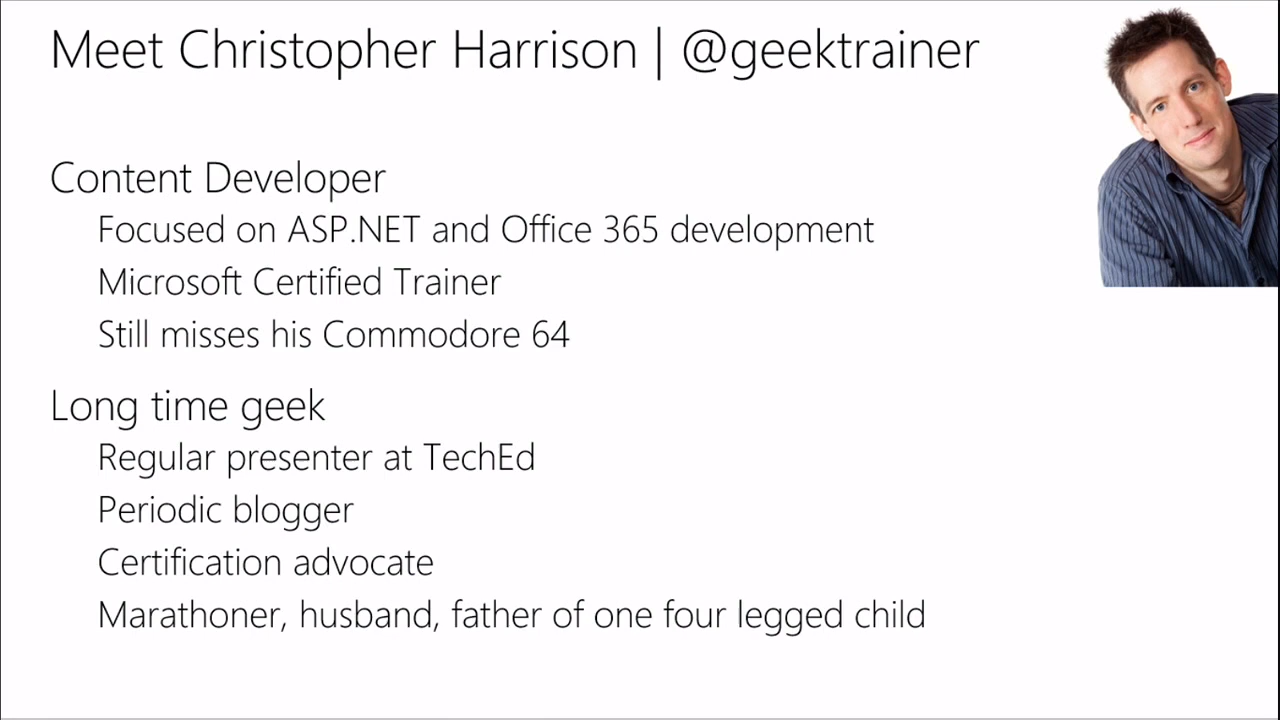 Meet Christopher Harrison | @geektrainer
Content Developer
Focused on ASP.NET and Office 365 development
Microsoft Certified Trainer
Still misses his Commodore 64
Long time geek
Regular presenter at TechEd
Periodic blogger
Certification advocate
Marathoner, husband, father of one four legged child